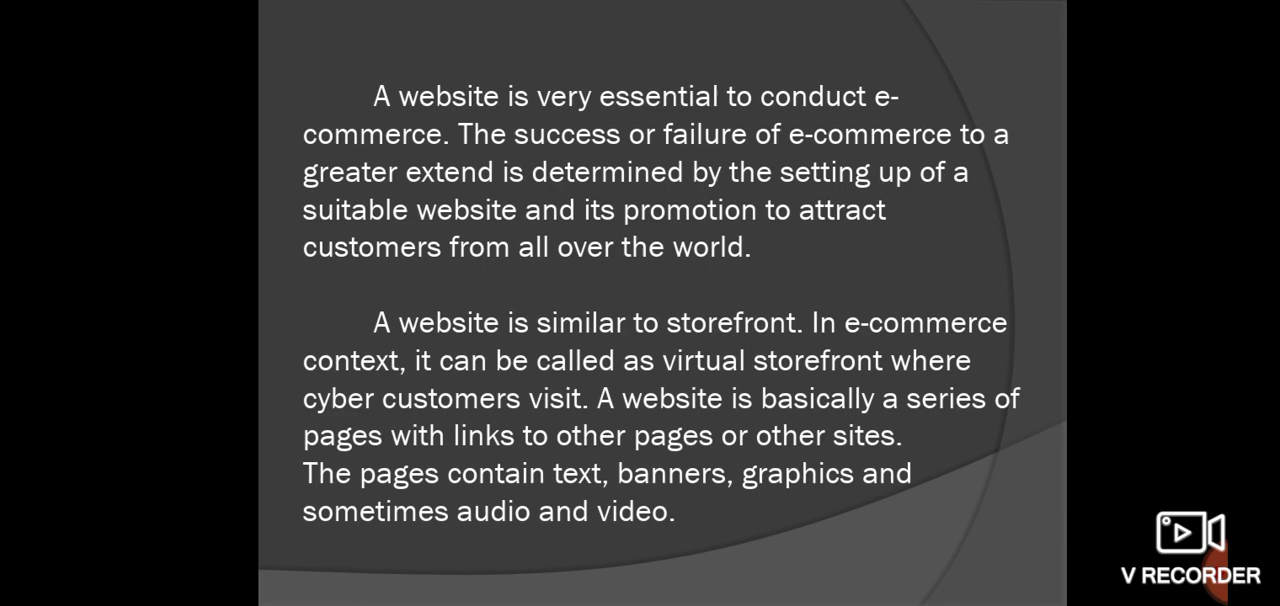 A website is very essential to conduct e-
commerce. The success or failure of e-commerce to a
greater extend is determined by the setting up of a
suitable website and its promotion to attract
customers from all over the world.
A website is similar to storefront. In e-commerce
context, it can be called as virtual storefront where
cyber customers visit. A website is basically a series of
pages with links to other pages or other sites.
The pages contain text, banners, graphics and
sometimes audio and video.
V RECORDER